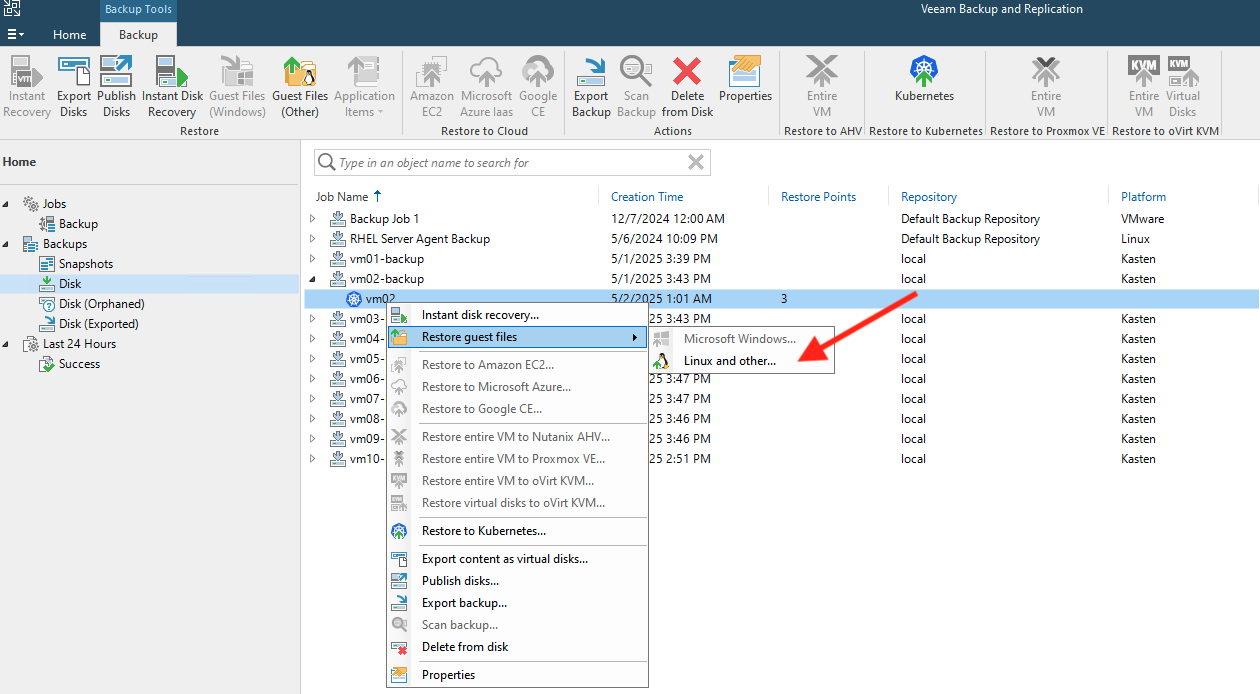 Backup Tools
Veeam Backup and Replication
Home Backup
Instant Recovery
Export Disks
Publish Disks
Instant Disk Recovery
Guest Files (Windows)
Guest Files (Other)
Application Items
Restore
Amazon EC2
Microsoft Azure Iaas
Google CE
Restore to Cloud
Export Backup
Scan Backup
Delete from Disk
Properties
Actions
Entire VM
Restore to AHV
Kubernetes
Restore to Kubernetes
Entire VM
Restore to Proxmox VE
KVM
Entire VM
KVM
Virtual Disks
Restore to oVirt KVM
Home
Jobs
Backup
Backups
Snapshots
Disk
Disk (Orphaned)
Disk (Exported)
Last 24 Hours
Success
Type in an object name to search for
Job Name ↑ Creation Time Restore Points Repository Platform
Backup Job 1 12/7/2024 12:00 AM Default Backup Repository VMware
RHEL Server Agent Backup 5/6/2024 10:09 PM Default Backup Repository Linux
vm01-backup 5/1/2025 3:39 PM local Kasten
vm02-backup 5/1/2025 3:43 PM local Kasten
vm02 5/2/2025 1:01 AM 3
vm03- 25 3:43 PM local Kasten
vm04- local Kasten
vm05- local Kasten
vm06- 25 3:47 PM local Kasten
vm07- 25 3:47 PM local Kasten
vm08- 25 3:46 PM local Kasten
vm09- 25 3:46 PM local Kasten
vm10- 25 2:51 PM local Kasten
Instant disk recovery...
Restore guest files
Microsoft Windows...
Linux and other...
Restore to Amazon EC2...
Restore to Microsoft Azure...
Restore to Google CE...
Restore entire VM to Nutanix AHV...
Restore entire VM to Proxmox VE...
Restore entire VM to oVirt KVM...
Restore virtual disks to oVirt KVM...
Restore to Kubernetes...
Export content as virtual disks...
Publish disks...
Export backup...
Scan backup...
Delete from disk
Properties